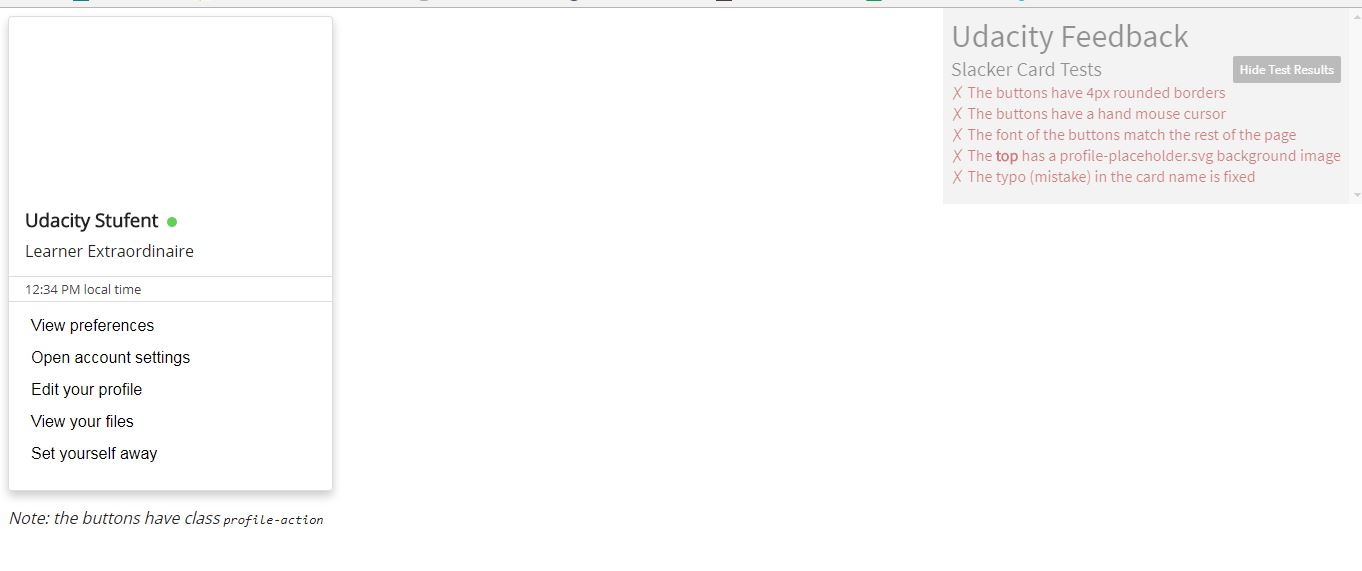 Udacity Feedback
Slacker Card Tests
Hide Test Results
✗ The buttons have 4px rounded borders
✗ The buttons have a hand mouse cursor
✗ The font of the buttons match the rest of the page
✗ The top has a profile-placeholder.svg background image
✗ The typo (mistake) in the card name is fixed
Udacity Stufent
Learner Extraordinaire
12:34 PM local time
View preferences
Open account settings
Edit your profile
View your files
Set yourself away
Note: the buttons have class profile-action